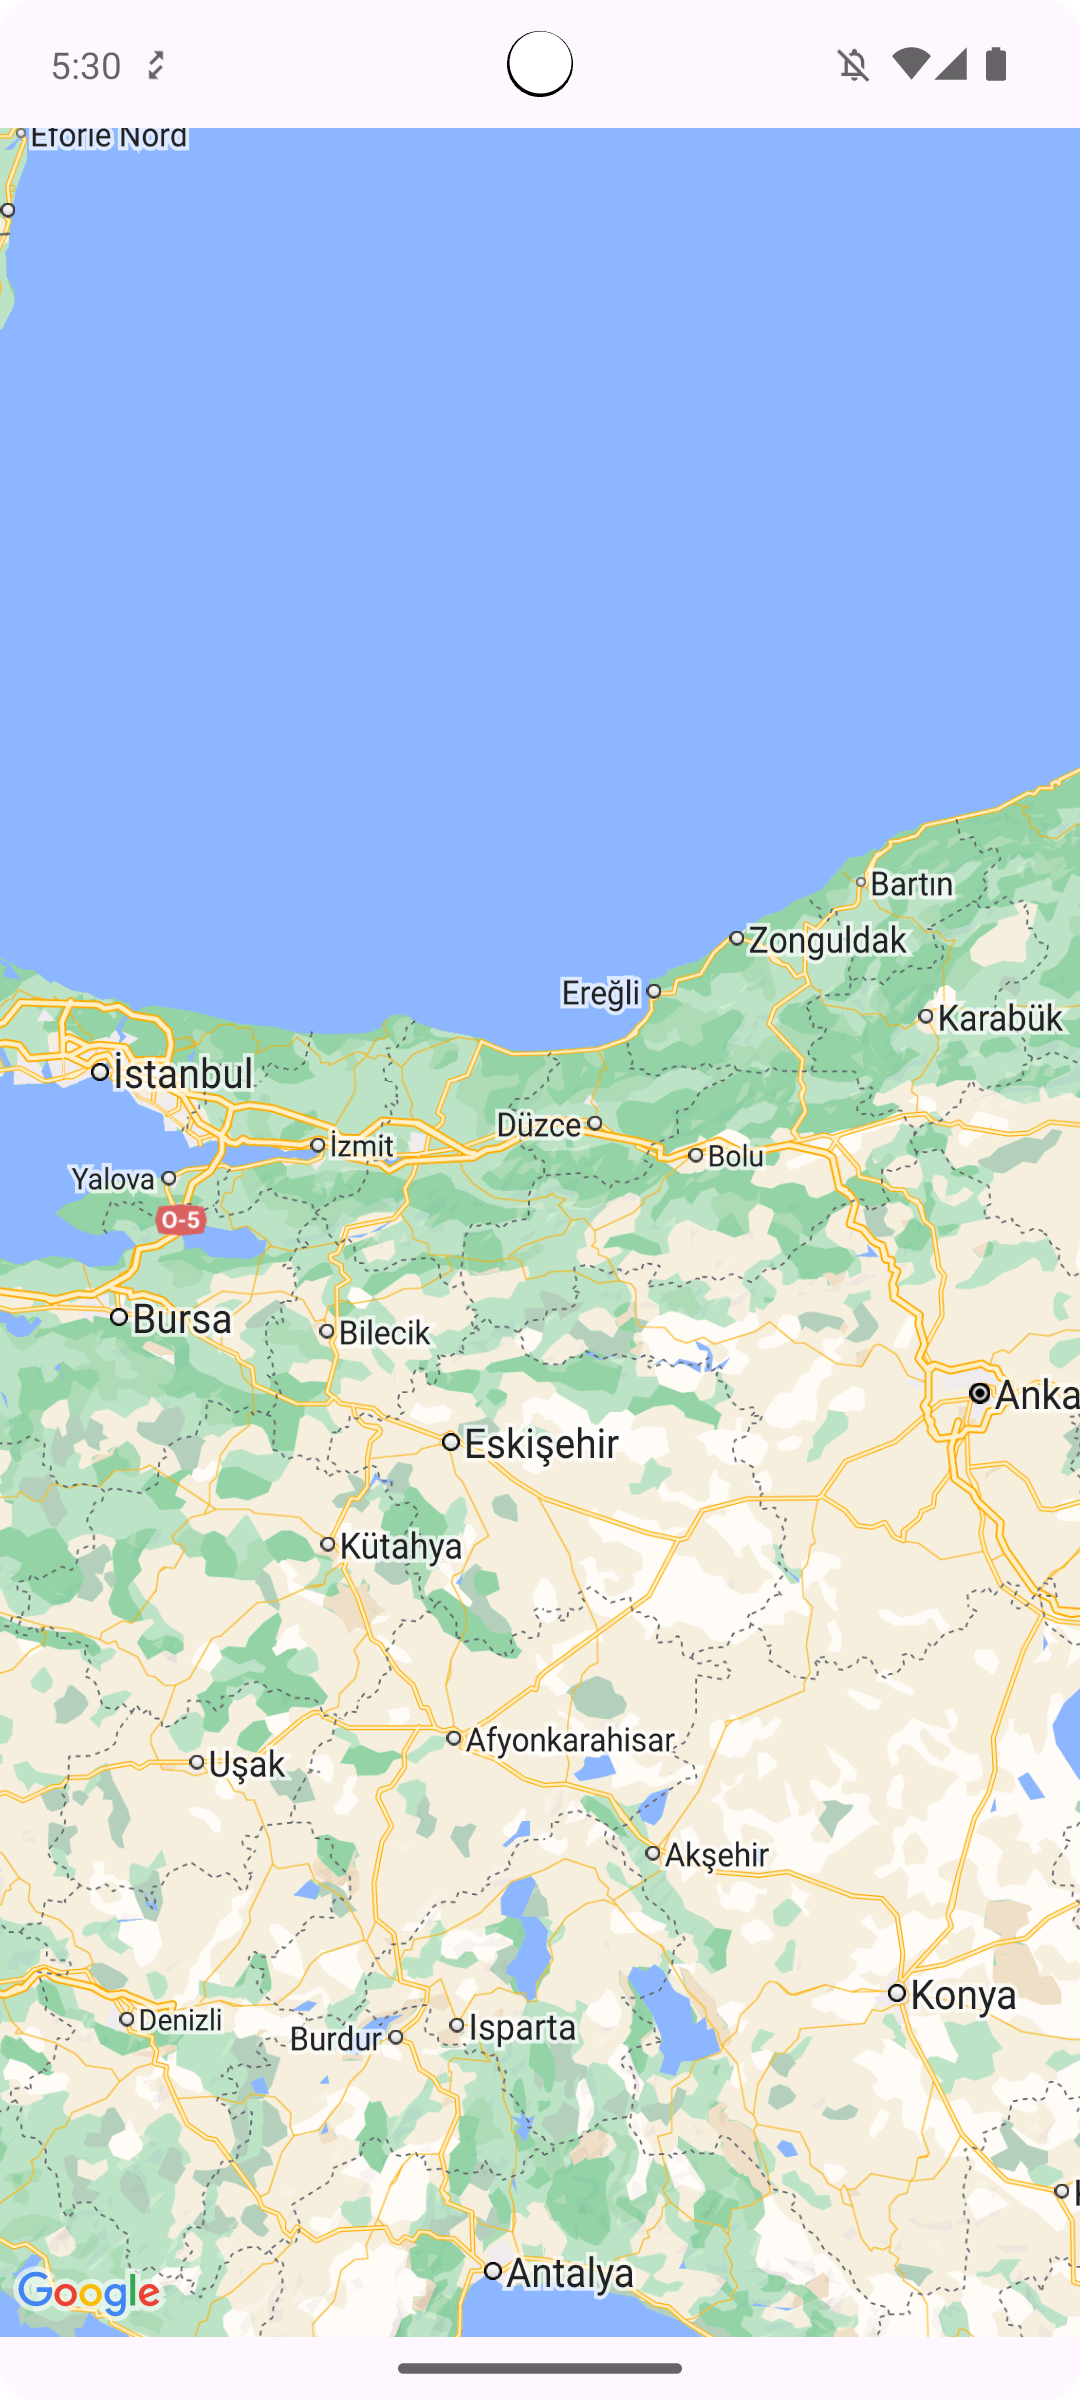 5:30
Eforie Nord
Bartın
Zonguldak
Ereğli
Karabük
İstanbul
Düzce
İzmit
Bolu
Yalova
O-5
Bursa
Bilecik
Anka
Eskişehir
Kütahya
Afyonkarahisar
Uşak
Akşehir
Konya
Denizli
Isparta
Burdur
Antalya
Google